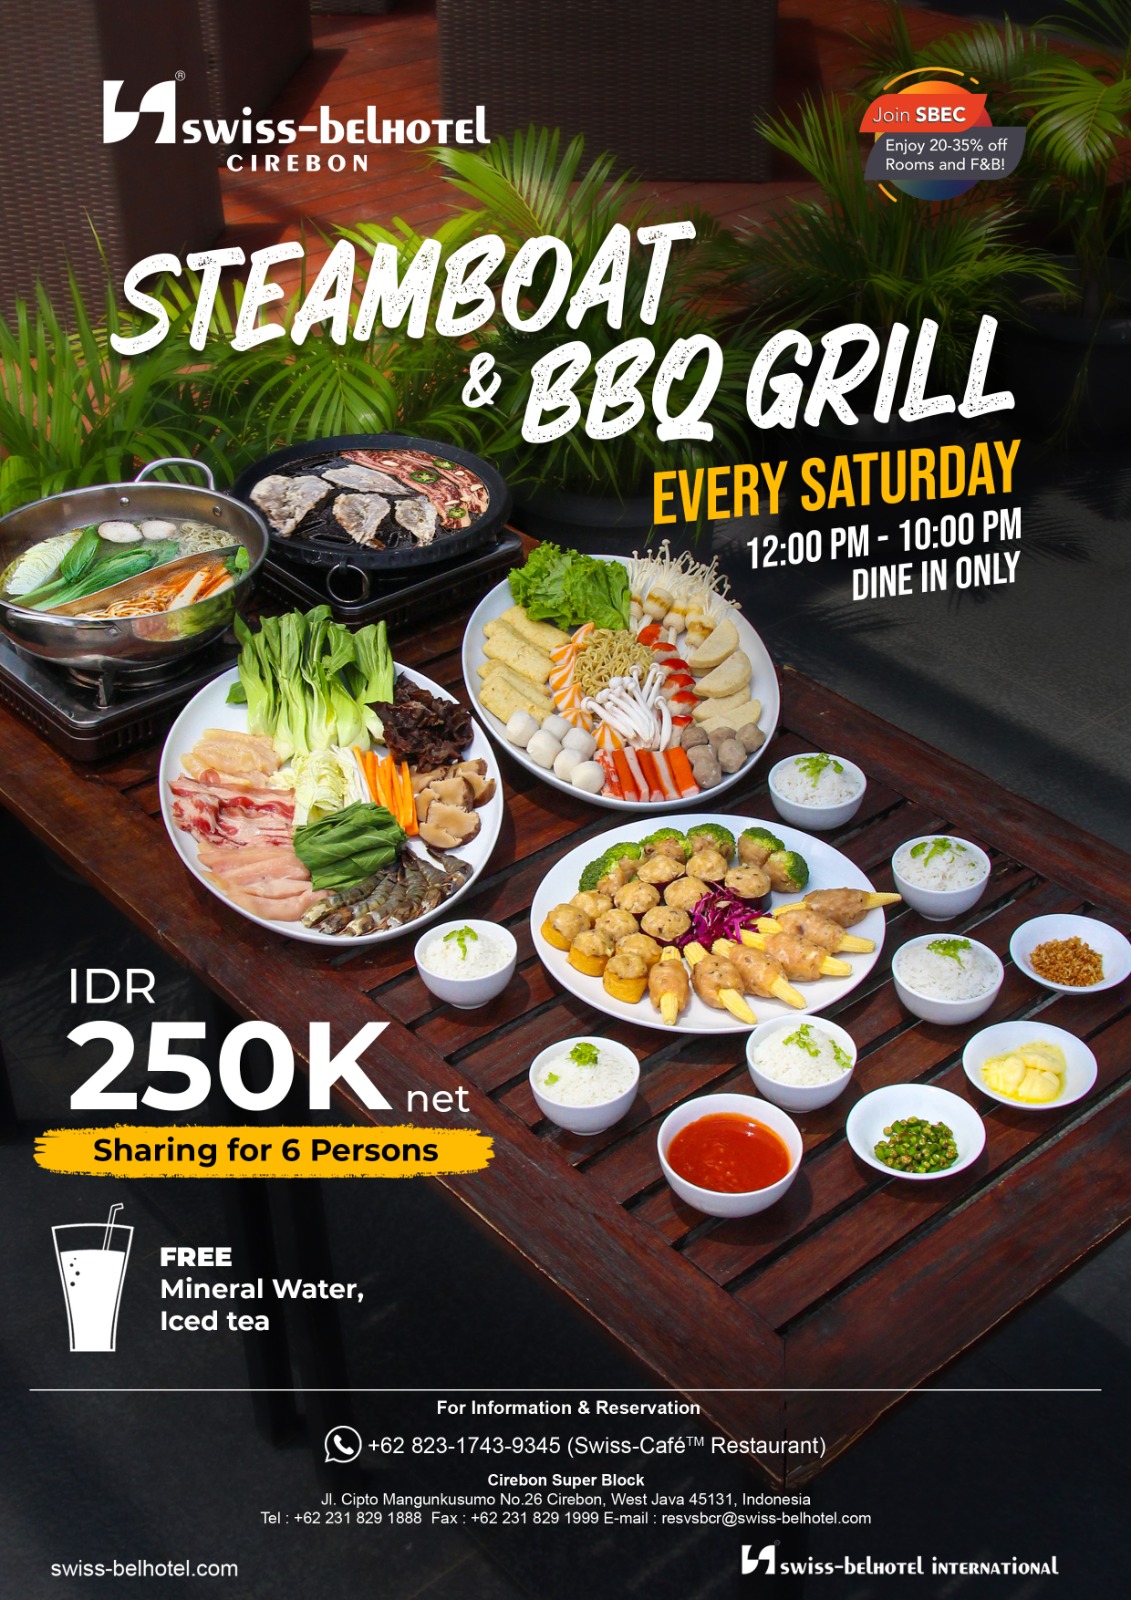 swiss-belHOTEL®
CIREBON
Join SBEC
Enjoy 20-35% off
Rooms and F&B!
STEAMBOAT
& BBQ GRILL
EVERY SATURDAY
12:00 PM - 10:00 PM
DINE IN ONLY
IDR
250K net
Sharing for 6 Persons
FREE
Mineral Water,
Iced tea
For Information & Reservation
+62 823-1743-9345 (Swiss-Café™ Restaurant)
Cirebon Super Block
Jl. Cipto Mangunkusumo No.26 Cirebon, West Java 45131, Indonesia
Tel : +62 231 829 1888 Fax : +62 231 829 1999 E-mail : resvsbcr@swiss-belhotel.com
swiss-belhotel.com
swiss-belHOTEL INTERNATIONAL